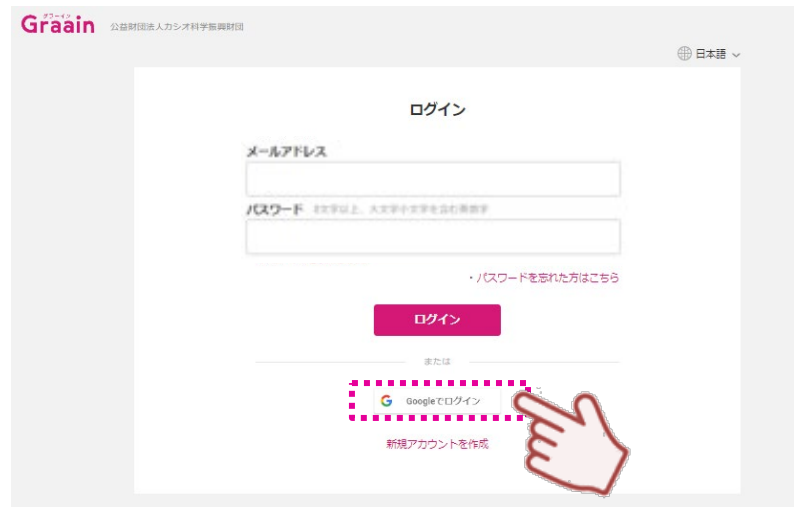 グラーイン
Graain 公益財団法人カシオ科学振興財団
日本語
ログイン
メールアドレス
パスワード 8文字以上、大文字小文字を含む英数字
・パスワードを忘れた方はこちら
ログイン
または
G Googleでログイン
新規アカウントを作成